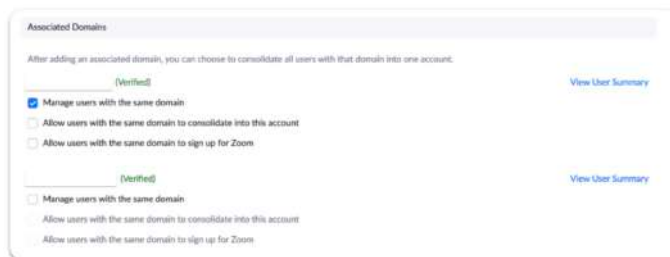 Associated Domains
After adding an associated domain, you can choose to consolidate all users with that domain into one account.
(Verified) View User Summary
Manage users with the same domain
Allow users with the same domain to consolidate into this account
Allow users with the same domain to sign up for Zoom
(Verified) View User Summary
Manage users with the same domain
Allow users with the same domain to consolidate into this account
Allow users with the same domain to sign up for Zoom